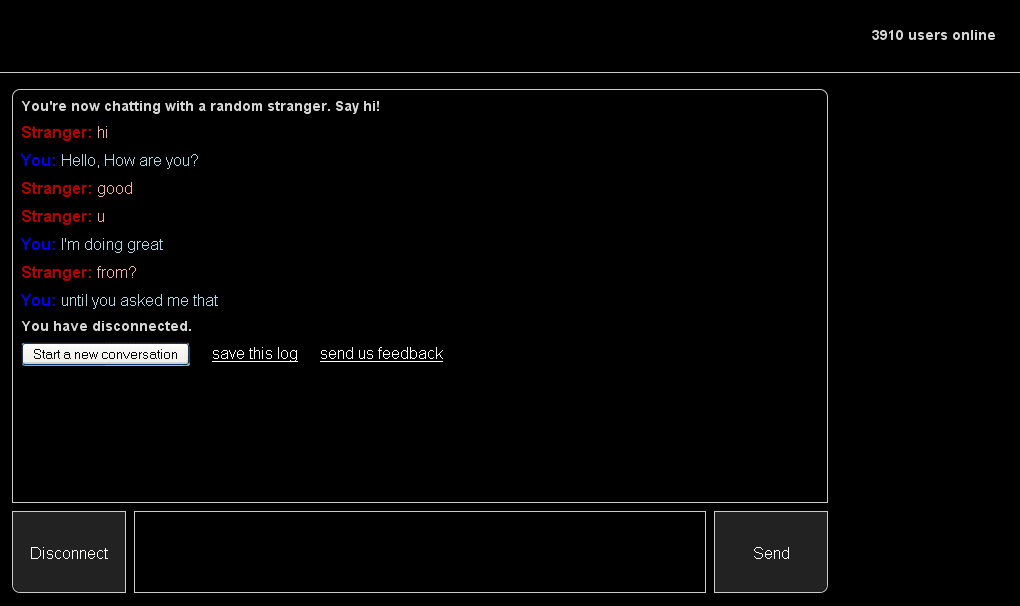 3910 users online
You're now chatting with a random stranger. Say hi!
Stranger: hi
You: Hello, How are you?
Stranger: good
Stranger: u
You: I'm doing great
Stranger: from?
You: until you asked me that
You have disconnected.
Start a new conversation save this log send us feedback
Disconnect Send